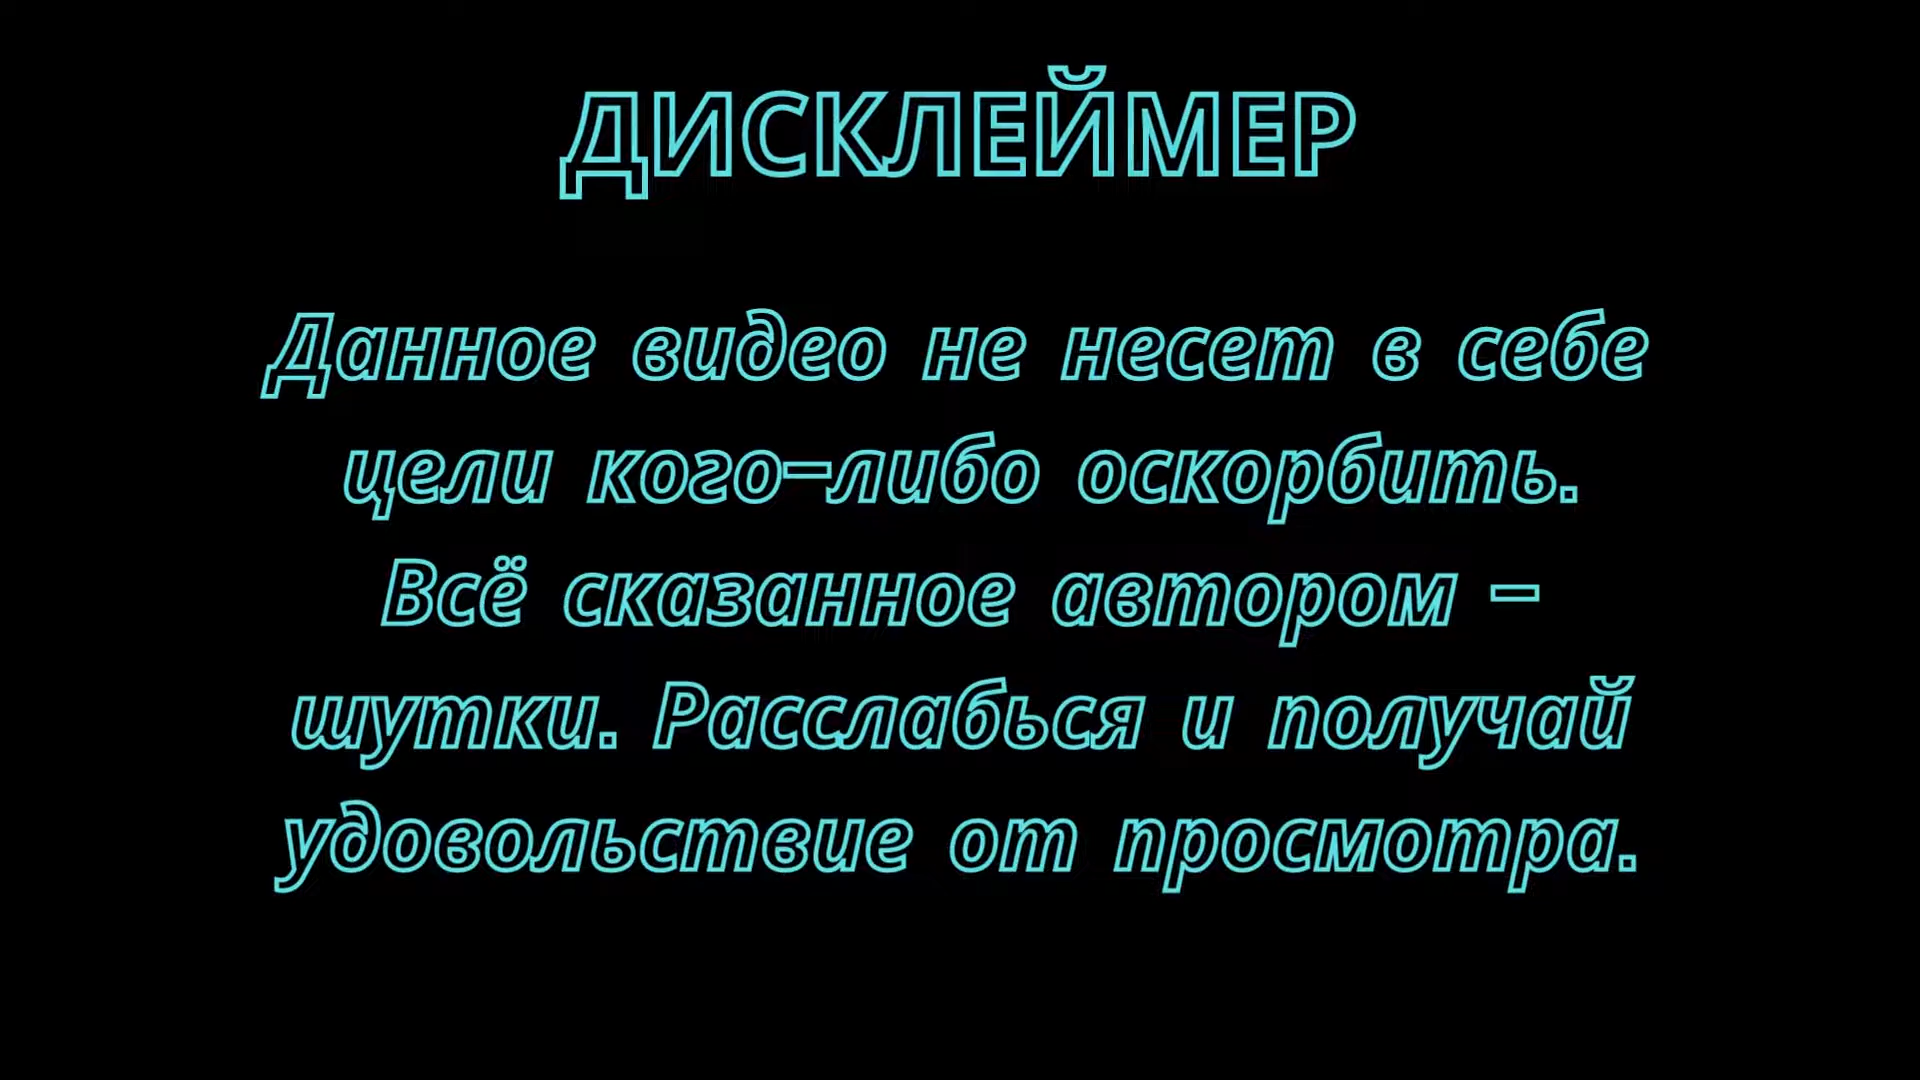 ДИСКЛЕЙМЕР
Данное видео не несет в себе
цели кого-либо оскорбить.
Всё сказанное автором -
шутки. Расслабься и получай
удовольствие от просмотра.